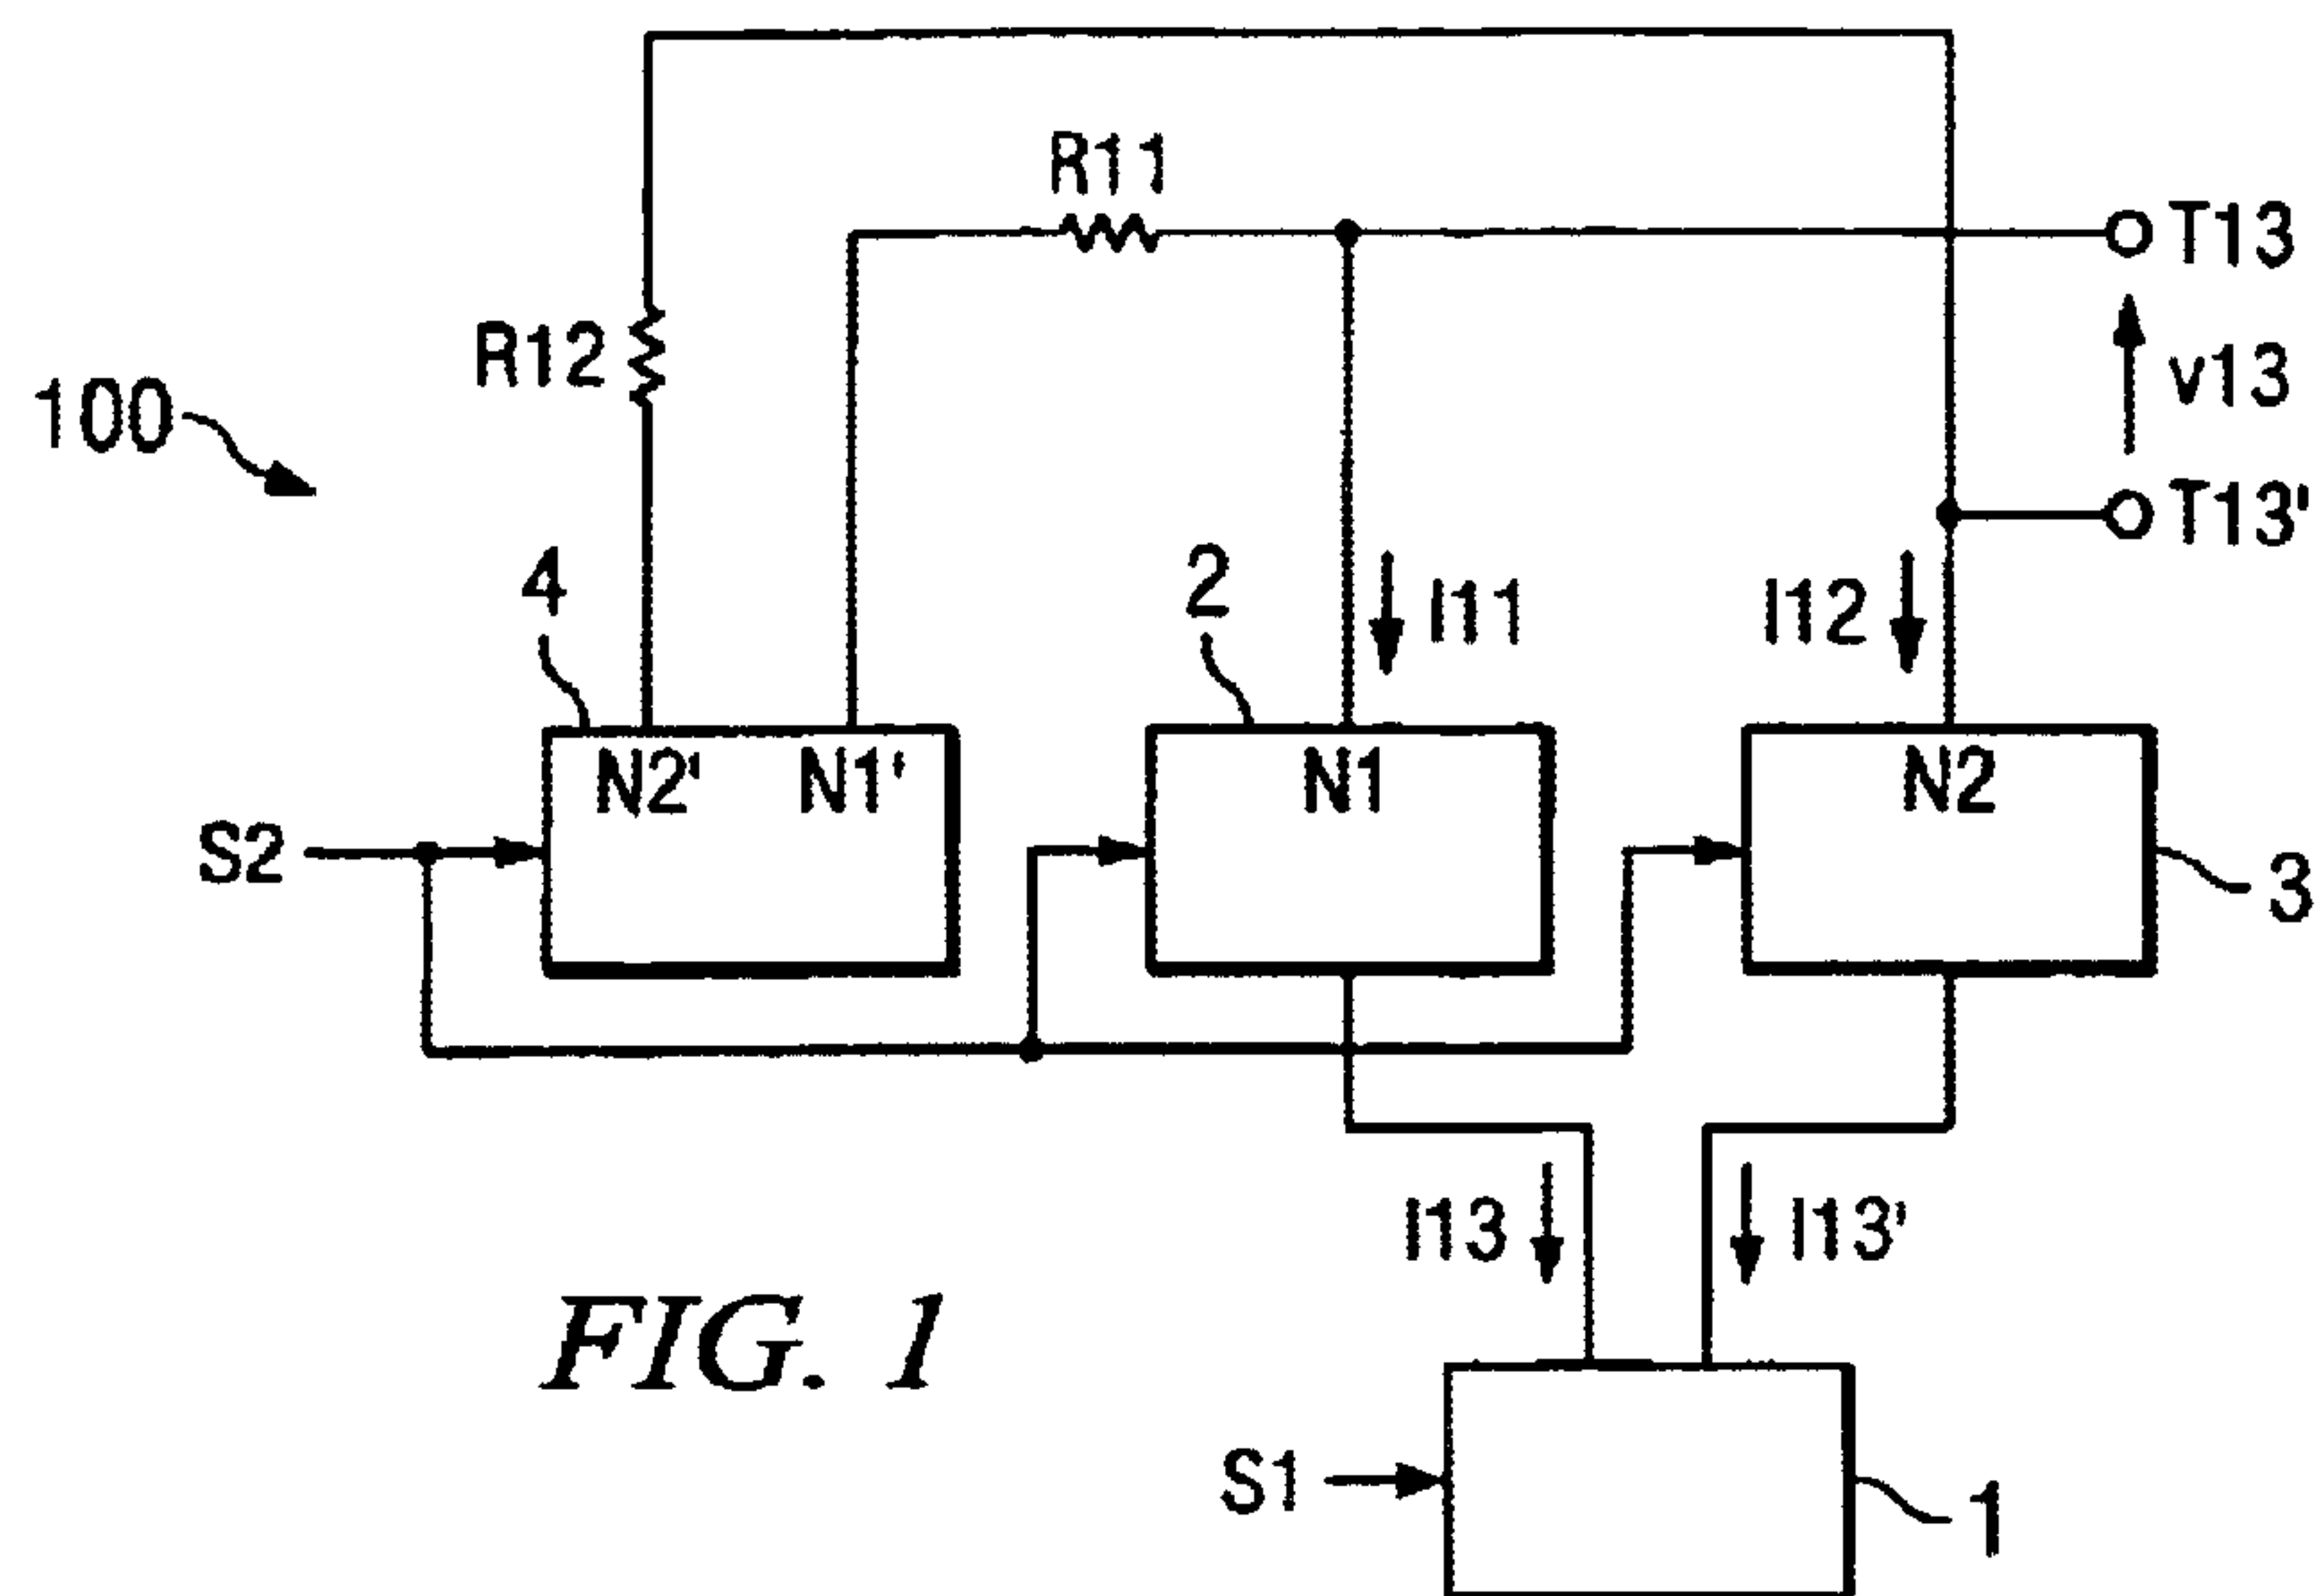 R11
T13
R12
v13
100
T13'
4
2
I11
I12
N2'
N1'
N1
N2
S2
3
I13
I13'
FIG. 1
S1
1